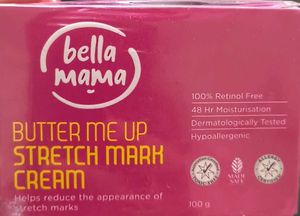 bella
mama
100% Retinol Free
48 Hr Moisturisation
Dermatologically Tested
Hypoallergenic
BUTTER ME UP
STRETCH MARK
CREAM
Helps reduce the appearance of
stretch marks
MADE
SAFE
100 g